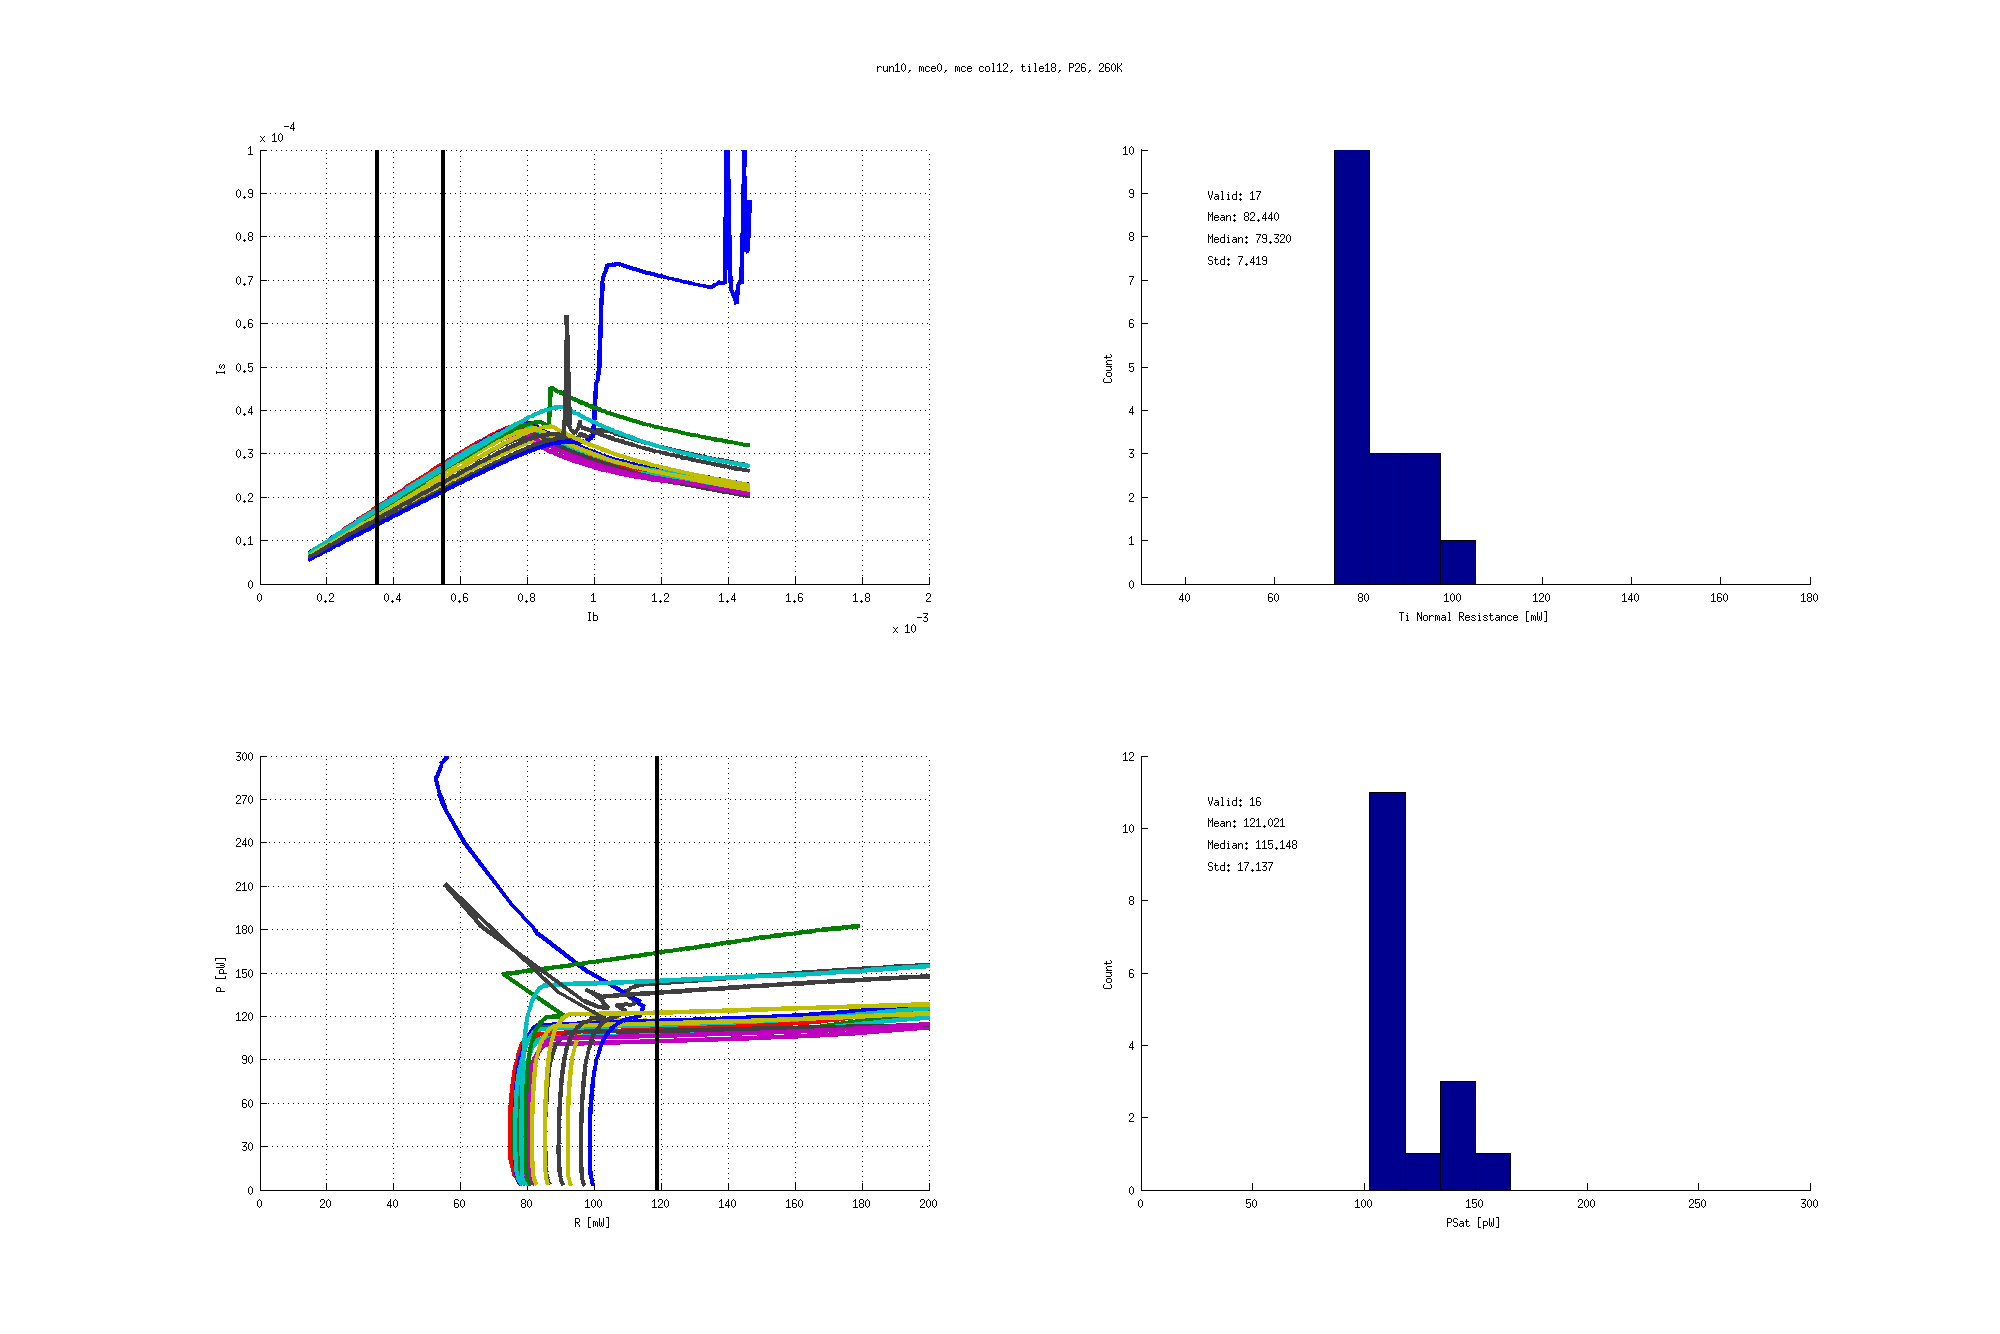 run10, mce0, mce col12, tile18, P26, 260K
x 10^-4
1
0.9
0.8
0.7
0.6
0.5
0.4
0.3
0.2
0.1
0
Is
0 0.2 0.4 0.6 0.8 1 1.2 1.4 1.6 1.8 2
Ib
x 10^-3
10
9
8
7
6
5
4
3
2
1
0
Count
Valid: 17
Mean: 82.440
Median: 79.320
Std: 7.419
40 60 80 100 120 140 160 180
Ti Normal Resistance [mW]
300
270
240
210
180
150
120
90
60
30
0
P [pW]
0 20 40 60 80 100 120 140 160 180 200
R [mW]
12
10
8
6
4
2
0
Count
Valid: 16
Mean: 121.021
Median: 115.148
Std: 17.137
0 50 100 150 200 250 300
PSat [pW]